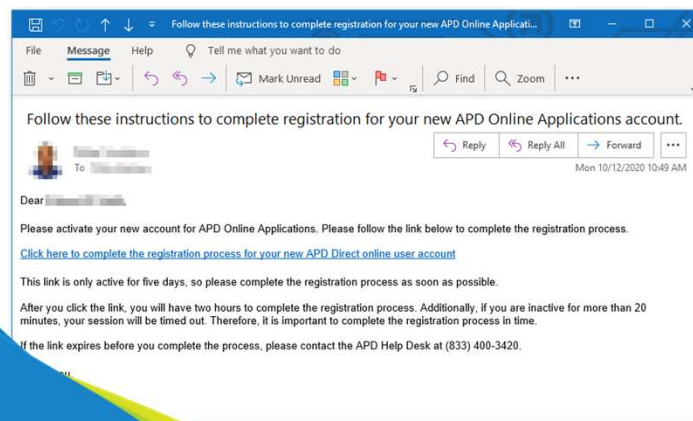 Follow these instructions to complete registration for your new APD Online Applicati...
File Message Help Tell me what you want to do
Mark Unread Find Zoom
Follow these instructions to complete registration for your new APD Online Applications account.
Reply Reply All Forward
To
Mon 10/12/2020 10:49 AM
Dear
Please activate your new account for APD Online Applications. Please follow the link below to complete the registration process.
Click here to complete the registration process for your new APD Direct online user account
This link is only active for five days, so please complete the registration process as soon as possible.
After you click the link, you will have two hours to complete the registration process. Additionally, if you are inactive for more than 20
minutes, your session will be timed out. Therefore, it is important to complete the registration process in time.
If the link expires before you complete the process, please contact the APD Help Desk at (833) 400-3420.